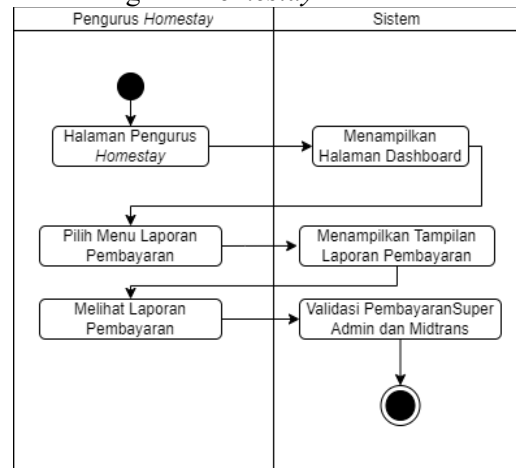 Pengurus Homestay
Sistem
Halaman Pengurus
Homestay
Menampilkan
Halaman Dashboard
Pilih Menu Laporan
Pembayaran
Menampilkan Tampilan
Laporan Pembayaran
Melihat Laporan
Pembayaran
Validasi PembayaranSuper
Admin dan Midtrans